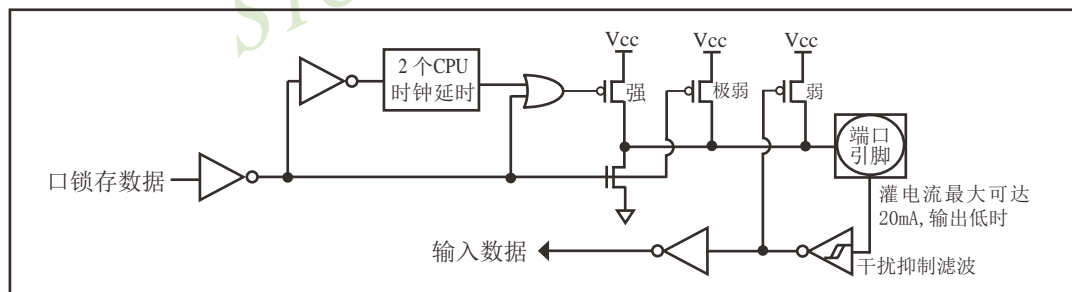 Vcc
Vcc
Vcc
2 个CPU
时钟延时
强
极弱
弱
端口
引脚
口锁存数据
灌电流最大可达
20mA,输出低时
输入数据
干扰抑制滤波